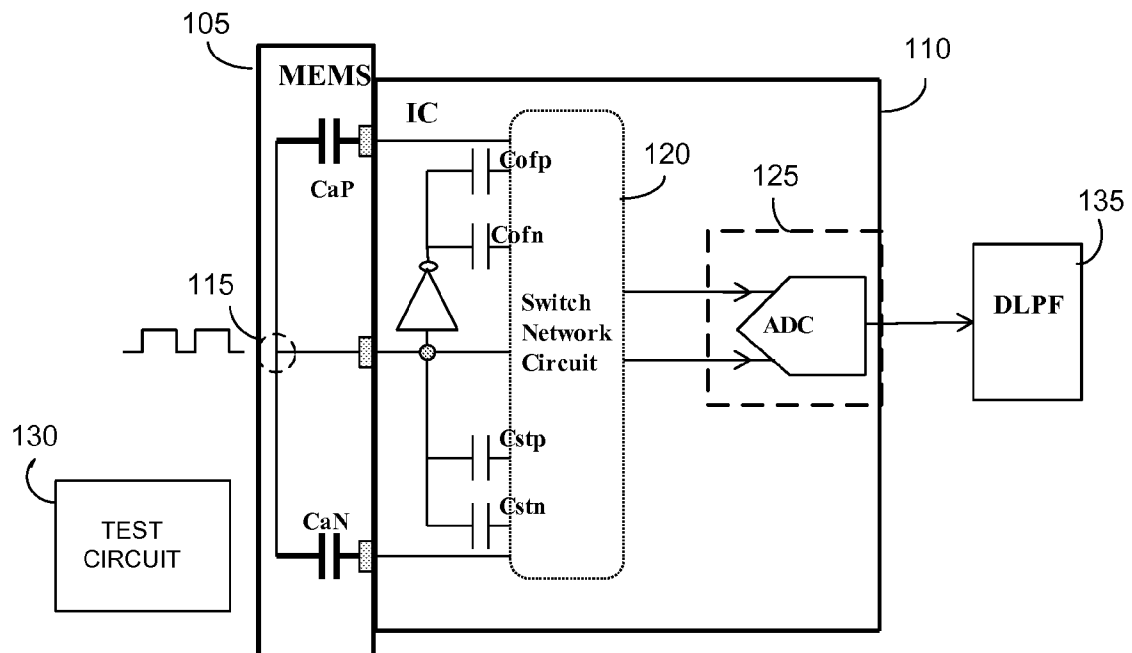 105
MEMS
110
IC
CaP
Cofp
120
125
Cofn
135
115
Switch
Network
Circuit
ADC
DLPF
130
Cstp
Cstn
CaN
TEST
CIRCUIT